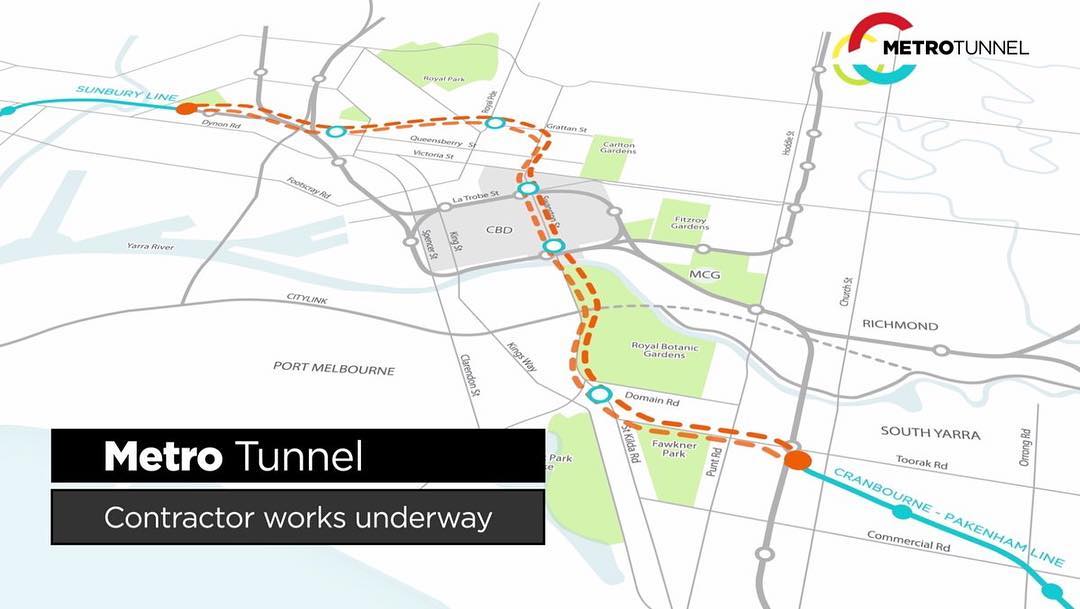 METROTUNNEL
Royal Park
SUNBURY LINE
Dynon Rd
Royal Pde
Grattan St
Queensberry St
Victoria St
Carlton
Gardens
Hoddle St
Footscray Rd
La Trobe St
Swanston St
Fitzroy
Gardens
CBD
Spencer St
King St
Yarra River
MCG
CITYLINK
Church St
RICHMOND
Royal Botanic
Gardens
PORT MELBOURNE
Kings Way
Clarendon St
Domain Rd
St Kilda Rd
Fawkner
Park
Punt Rd
SOUTH YARRA
Toorak Rd
Orrong Rd
Park
ke
CRANBOURNE - PAKENHAM LINE
Commercial Rd
Metro Tunnel
Contractor works underway